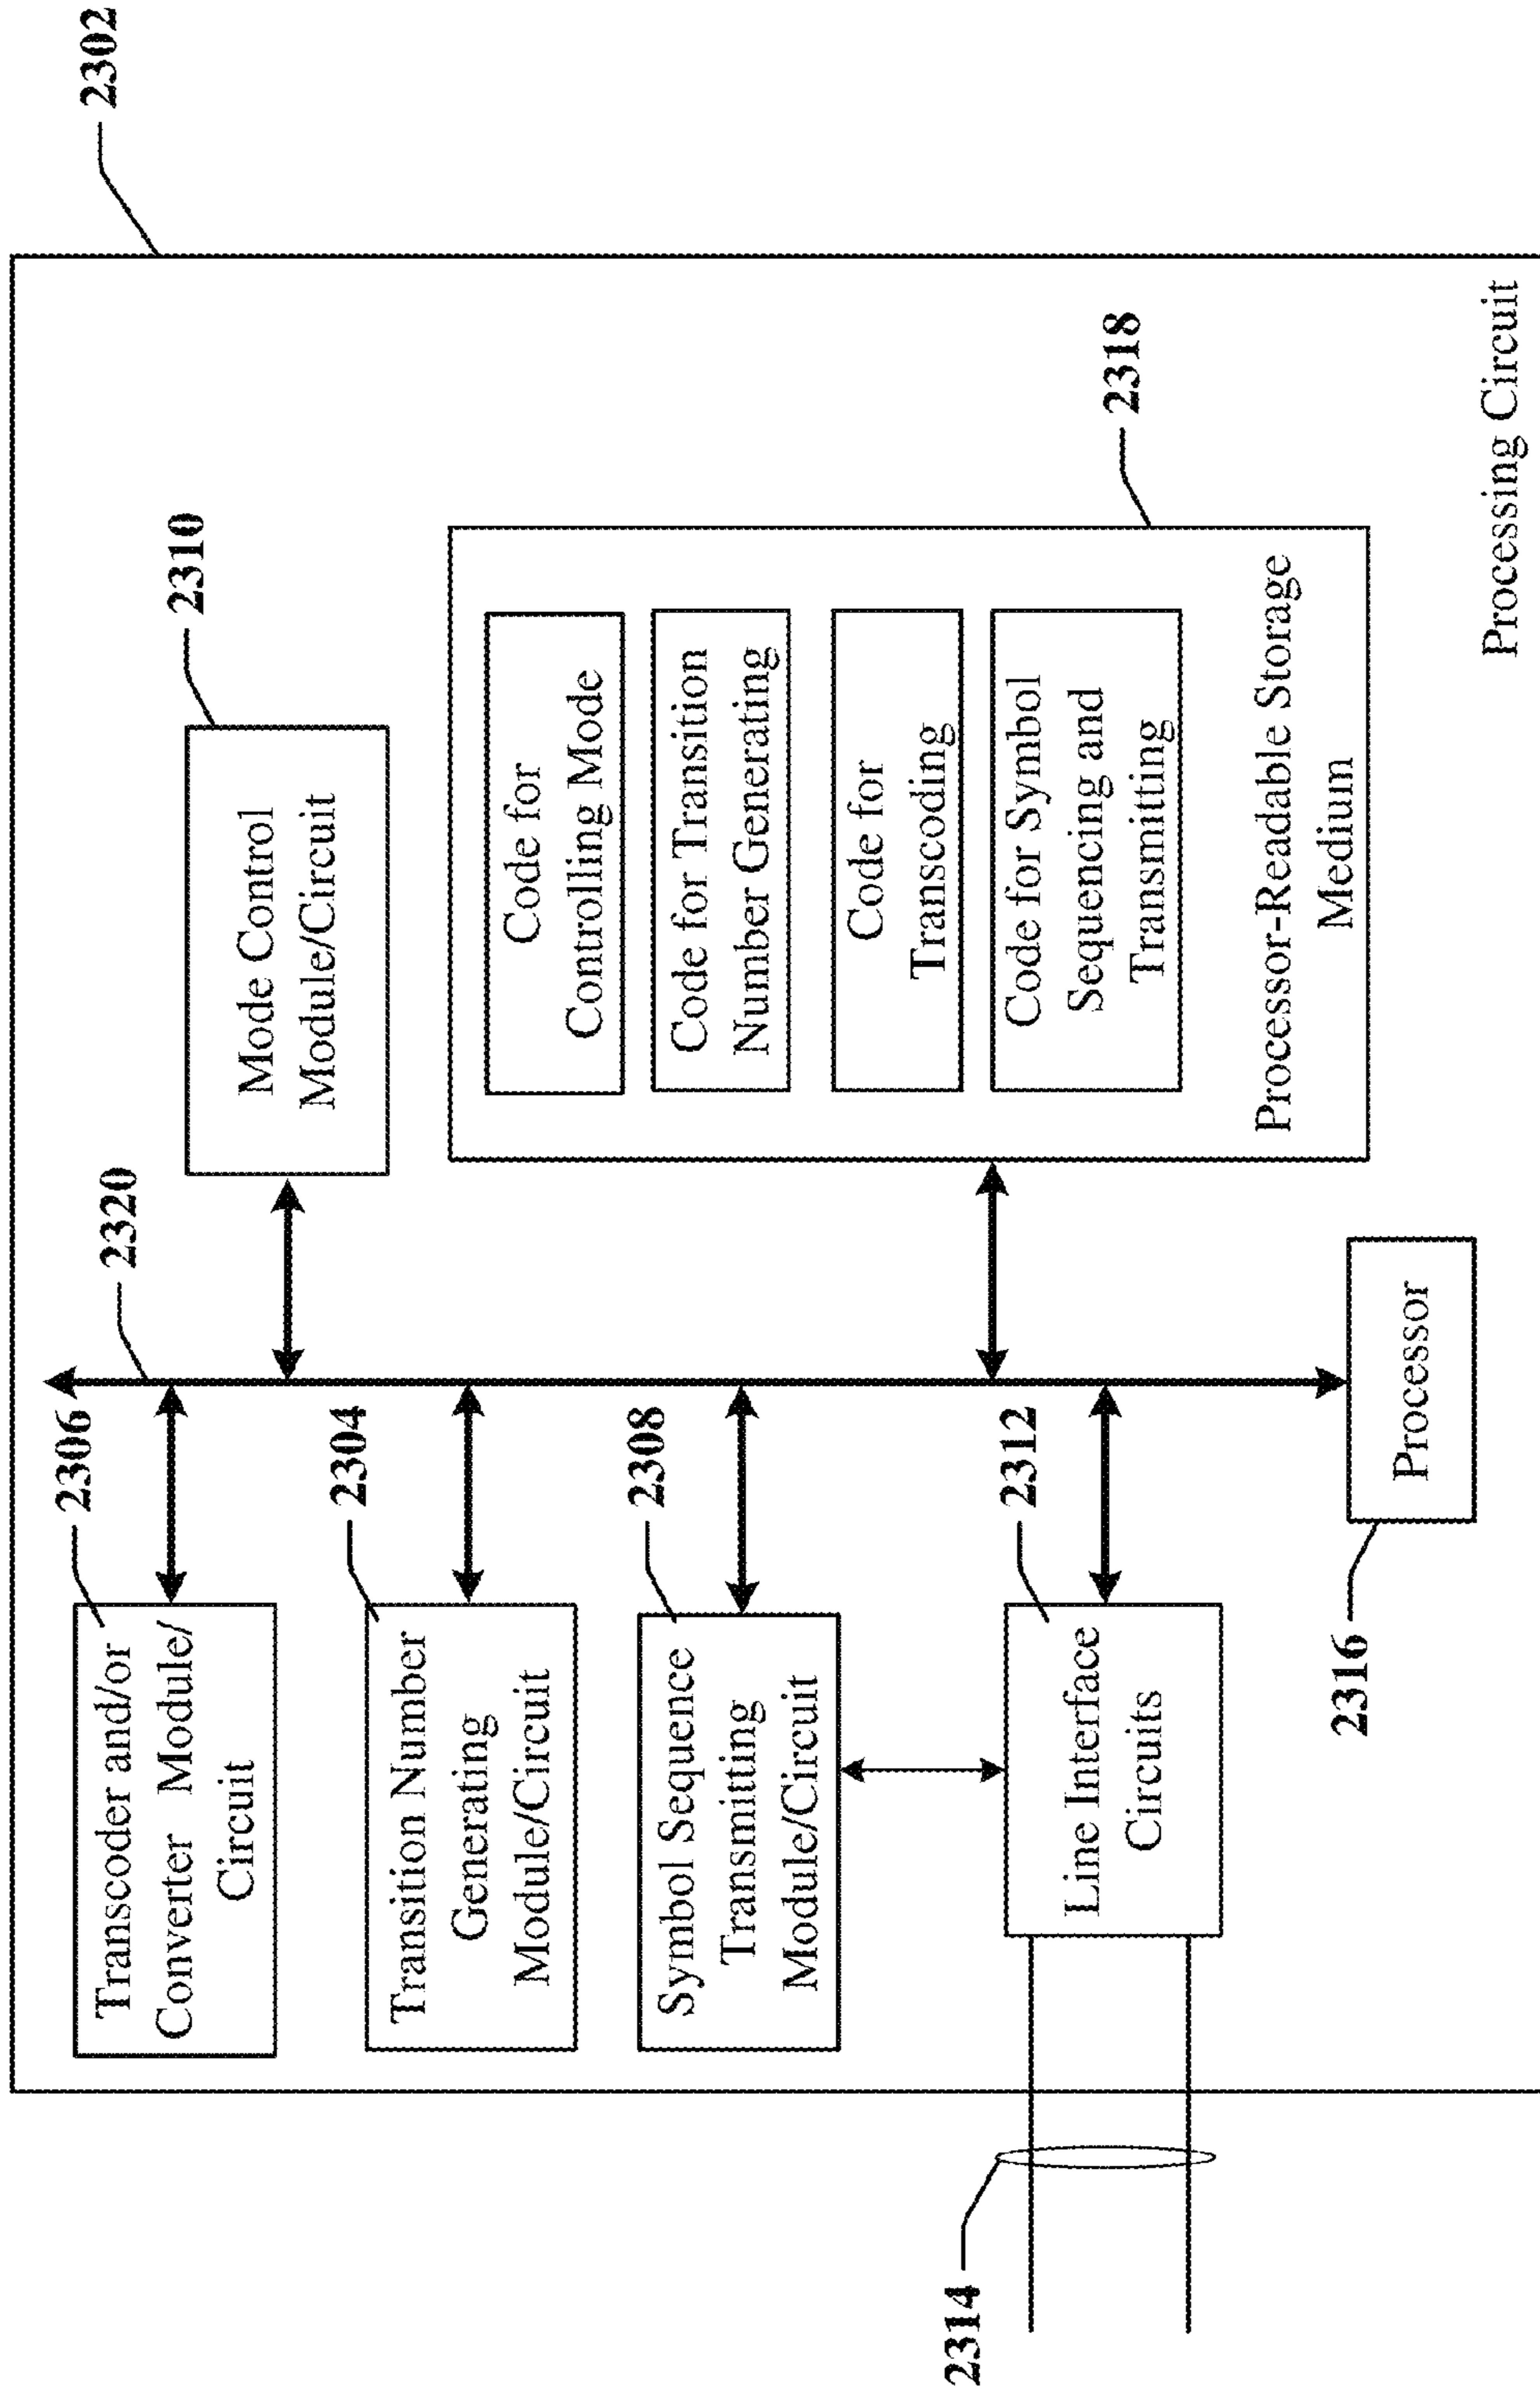 2302
2320
2310
2306
Transcoder and/or
Converter Module/
Circuit
Mode Control
Module/Circuit
2304
Transition Number
Generating
Module/Circuit
2308
Symbol Sequence
Transmitting
Module/Circuit
2318
Code for
Controlling Mode
Code for Transition
Number Generating
Code for
Transcoding
Code for Symbol
Sequencing and
Transmitting
Processor-Readable Storage
Medium
2314
2312
Line Interface
Circuits
2316
Processor
Processing Circuit